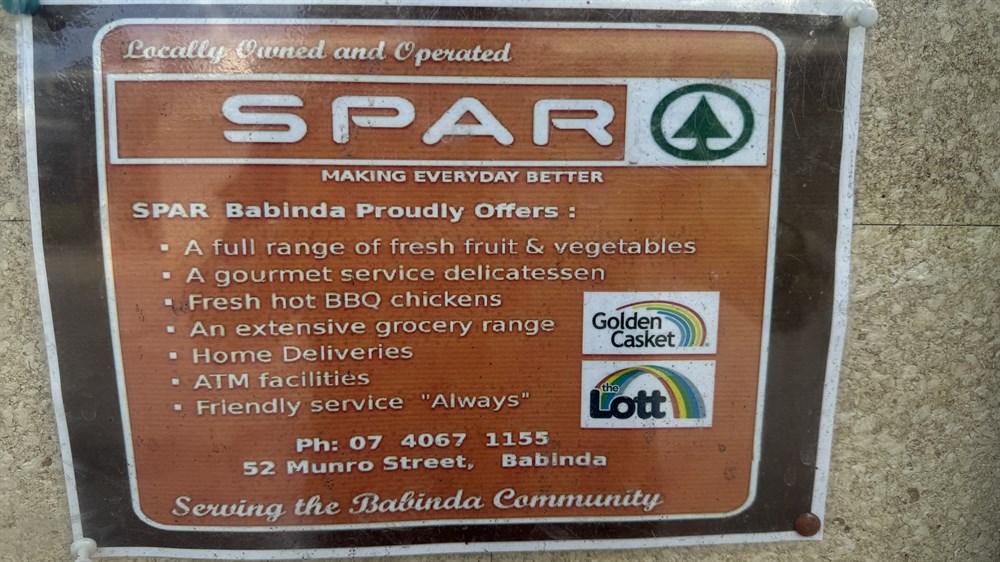 Locally Owned and Operated
SPAR
MAKING EVERYDAY BETTER
SPAR Babinda Proudly Offers :
▪ A full range of fresh fruit & vegetables
▪ A gourmet service delicatessen
▪ Fresh hot BBQ chickens
▪ An extensive grocery range
▪ Home Deliveries
▪ ATM facilities
▪ Friendly service "Always"
Golden
Casket
the
Lott
Ph: 07 4067 1155
52 Munro Street, Babinda
Serving the Babinda Community